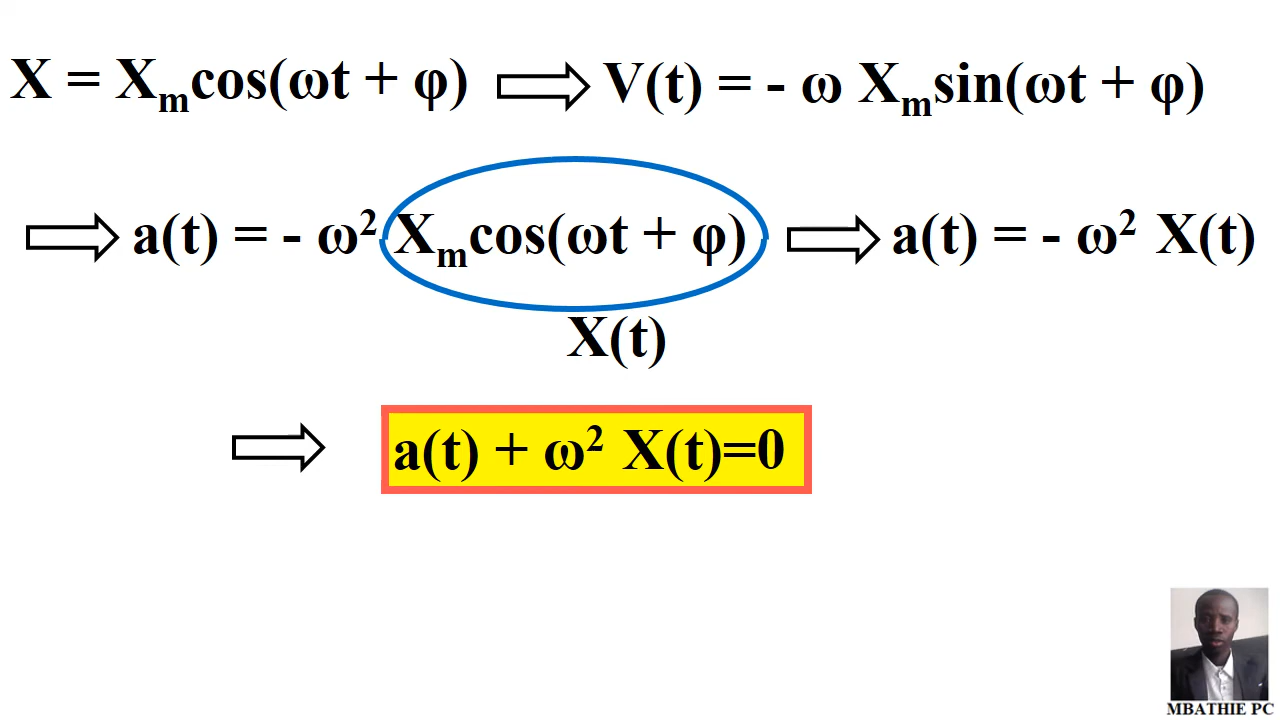 X = Xₘcos(ωt + φ) ⇒ V(t) = - ω Xₘsin(ωt + φ)
⇒ a(t) = - ω² Xₘcos(ωt + φ) ⇒ a(t) = - ω² X(t)
X(t)
⇒ a(t) + ω² X(t)=0
MBATHIE PC